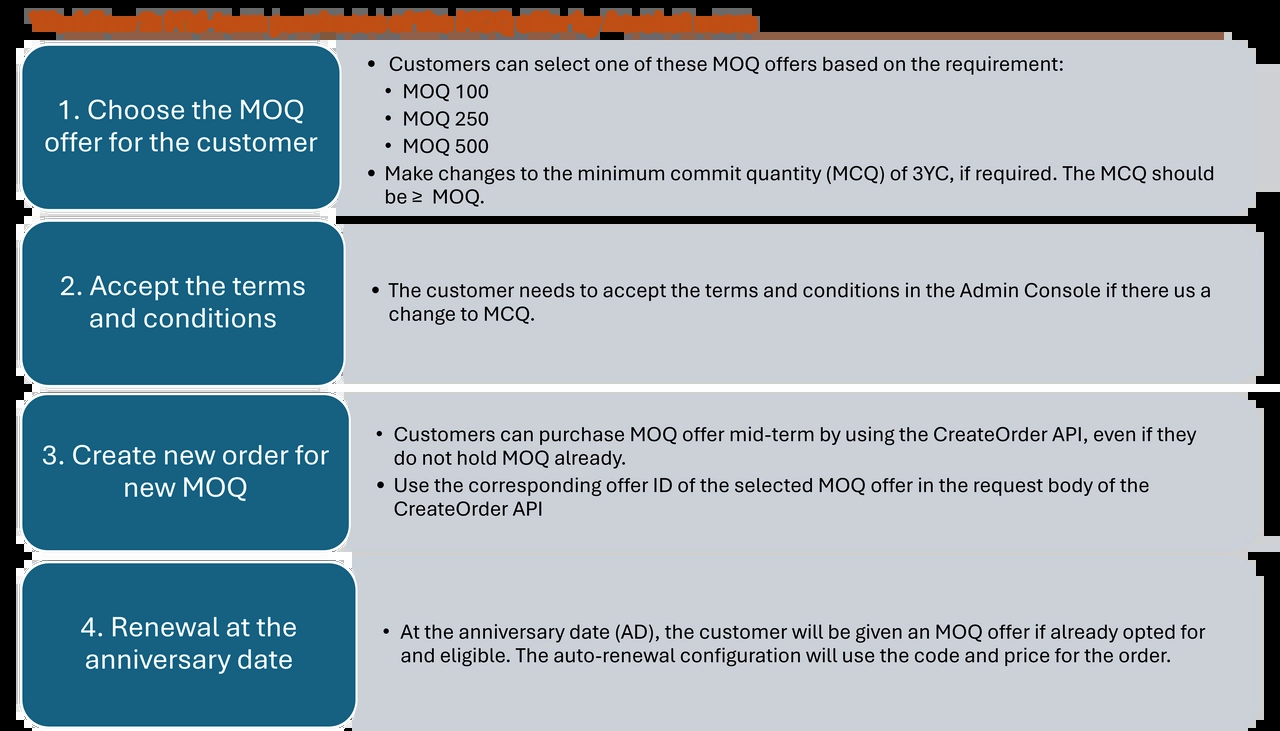 1. Choose the MOQ
offer for the customer
• Customers can select one of these MOQ offers based on the requirement:
• MOQ 100
• MOQ 250
• MOQ 500
• Make changes to the minimum commit quantity (MCQ) of 3YC, if required. The MCQ should
be ≥ MOQ.
2. Accept the terms
and conditions
• The customer needs to accept the terms and conditions in the Admin Console if there us a
change to MCQ.
3. Create new order for
new MOQ
• Customers can purchase MOQ offer mid-term by using the CreateOrder API, even if they
do not hold MOQ already.
• Use the corresponding offer ID of the selected MOQ offer in the request body of the
CreateOrder API
4. Renewal at the
anniversary date
• At the anniversary date (AD), the customer will be given an MOQ offer if already opted for
and eligible. The auto-renewal configuration will use the code and price for the order.